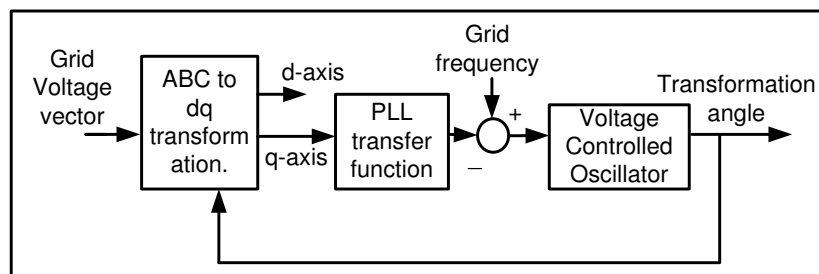 Grid
Voltage
vector
ABC to
dq
transform
ation.
d-axis
q-axis
PLL
transfer
function
Grid
frequency
+
−
Voltage
Controlled
Oscillator
Transformation
angle